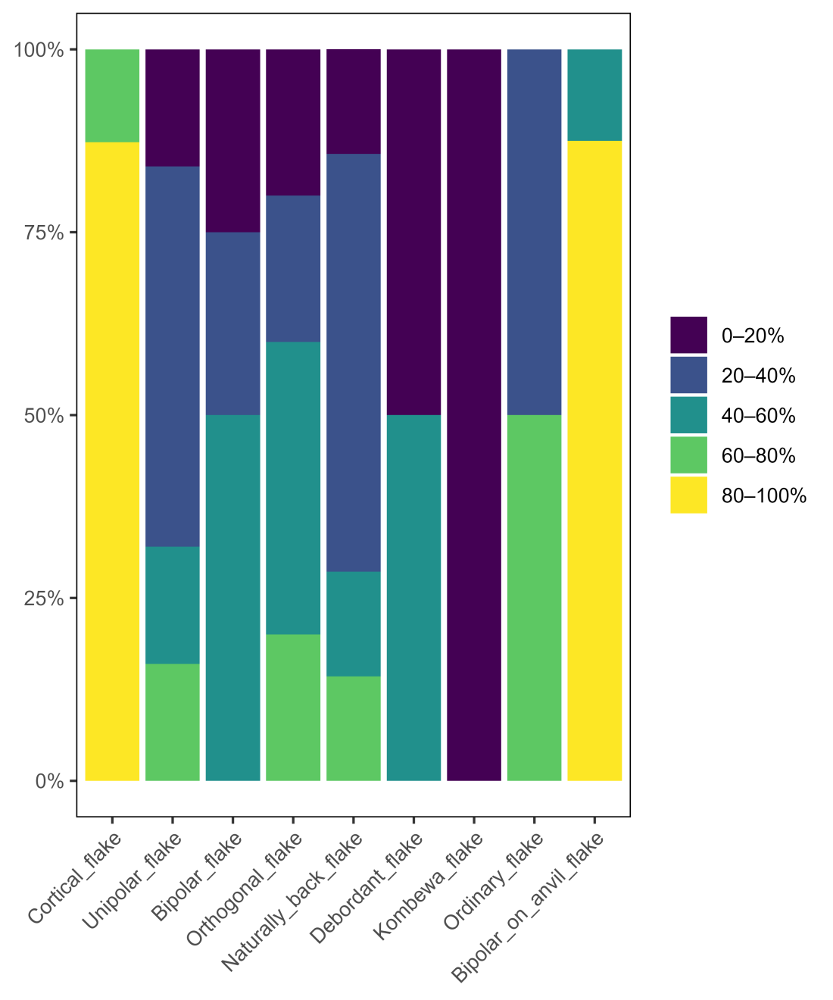 100%
75%
50%
25%
0%
Cortical_flake
Unipolar_flake
Bipolar_flake
Orthogonal_flake
Naturally_back_flake
Debordant_flake
Kombewa_flake
Ordinary_flake
Bipolar_on_anvil_flake
0–20%
20–40%
40–60%
60–80%
80–100%